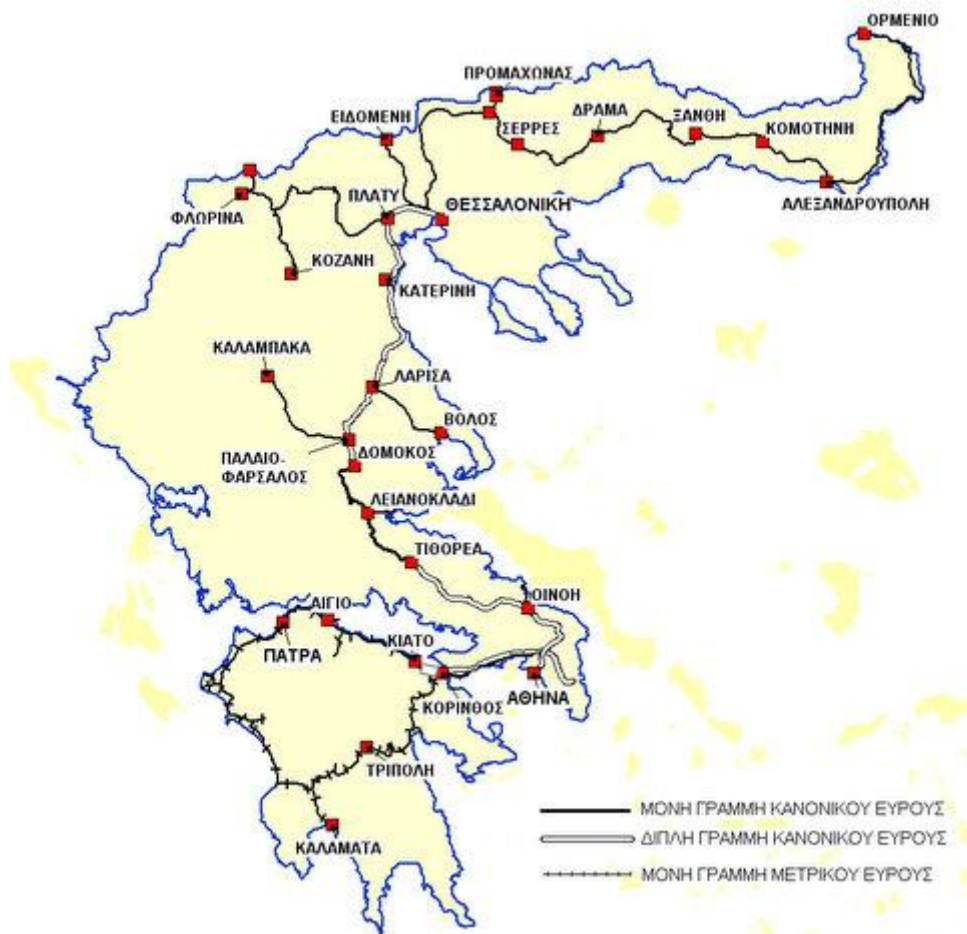 ΟΡΜΕΝΙΟ
ΠΡΟΜΑΧΩΝΑΣ
ΕΙΔΟΜΕΝΗ
ΔΡΑΜΑ
ΞΑΝΘΗ
ΣΕΡΡΕΣ
ΚΟΜΟΤΗΝΗ
ΦΛΩΡΙΝΑ
ΠΛΑΤΥ
ΘΕΣΣΑΛΟΝΙΚΗ
ΑΛΕΞΑΝΔΡΟΥΠΟΛΗ
ΚΟΖΑΝΗ
ΚΑΤΕΡΙΝΗ
ΚΑΛΑΜΠΑΚΑ
ΛΑΡΙΣΑ
ΒΟΛΟΣ
ΠΑΛΑΙΟ-
ΦΑΡΣΑΛΟΣ
ΔΟΜΟΚΟΣ
ΛΕΙΑΝΟΚΛΑΔΙ
ΤΙΘΟΡΕΑ
ΟΙΝΟΗ
ΑΙΓΙΟ
ΠΑΤΡΑ
ΚΙΑΤΟ
ΚΟΡΙΝΘΟΣ
ΑΘΗΝΑ
ΤΡΙΠΟΛΗ
ΚΑΛΑΜΑΤΑ
ΜΟΝΗ ΓΡΑΜΜΗ ΚΑΝΟΝΙΚΟΥ ΕΥΡΟΥΣ
ΔΙΠΛΗ ΓΡΑΜΜΗ ΚΑΝΟΝΙΚΟΥ ΕΥΡΟΥΣ
ΜΟΝΗ ΓΡΑΜΜΗ ΜΕΤΡΙΚΟΥ ΕΥΡΟΥΣ